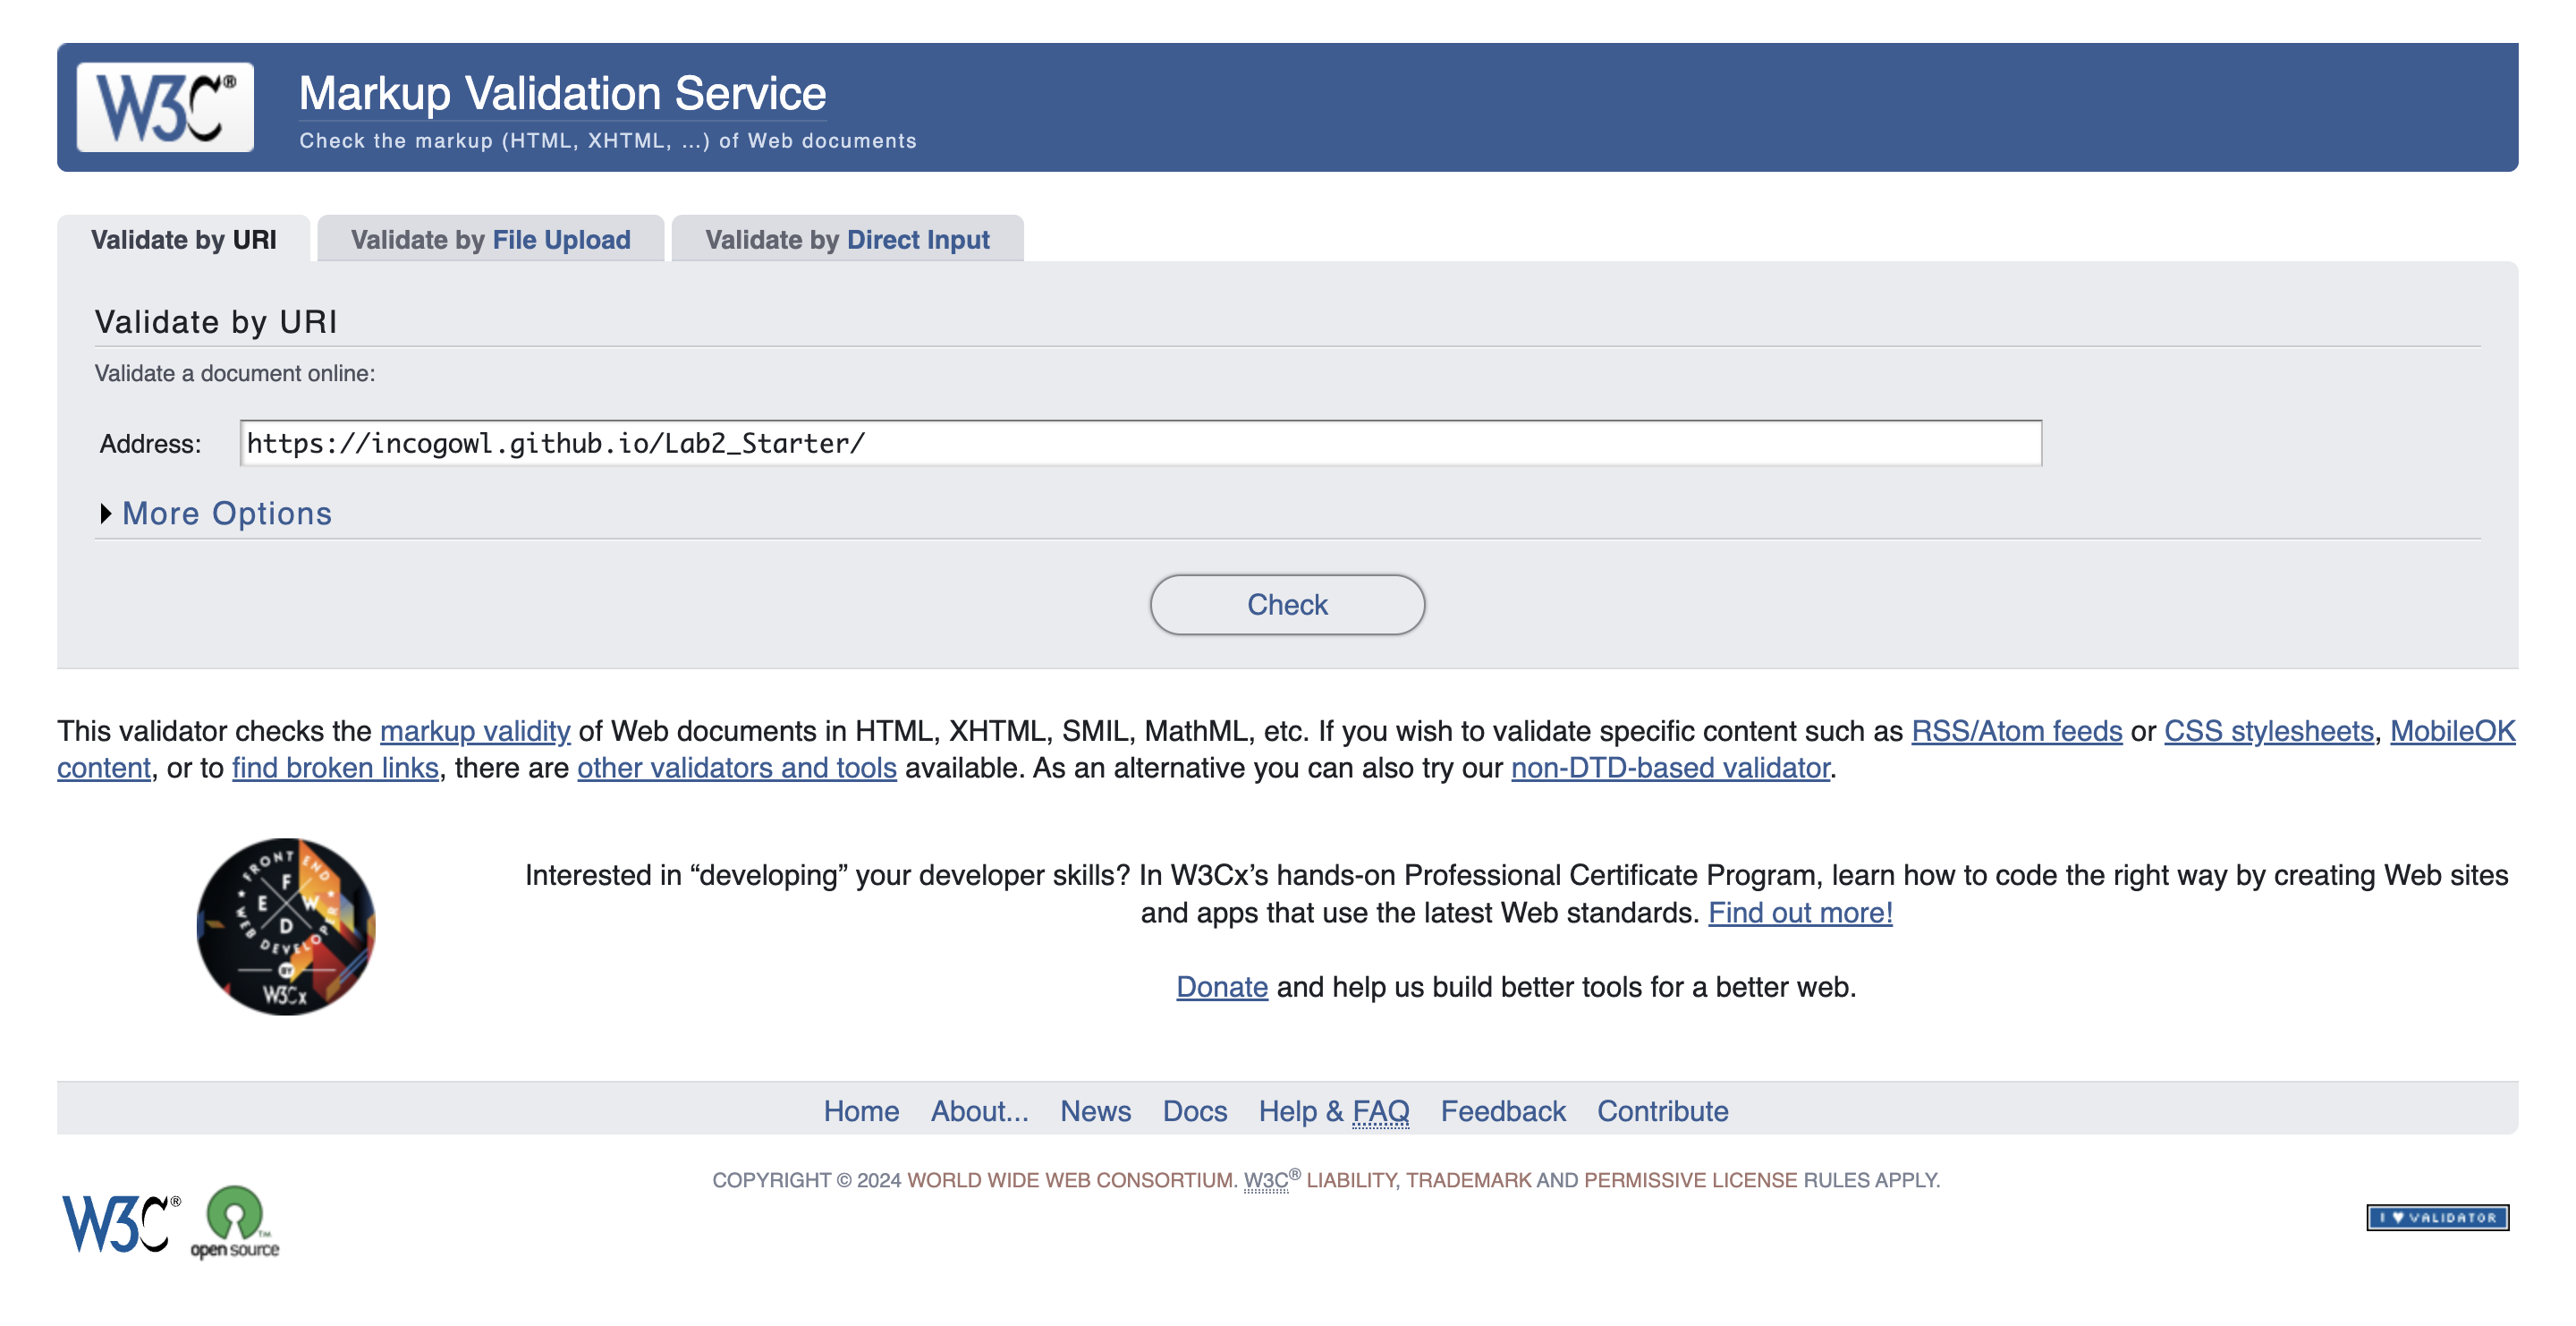 W3C®
Markup Validation Service
Check the markup (HTML, XHTML, …) of Web documents
Validate by URI
Validate by File Upload
Validate by Direct Input
Validate by URI
Validate a document online:
Address: https://incogowl.github.io/Lab2_Starter/
More Options
Check
This validator checks the markup validity of Web documents in HTML, XHTML, SMIL, MathML, etc. If you wish to validate specific content such as RSS/Atom feeds or CSS stylesheets, MobileOK
content, or to find broken links, there are other validators and tools available. As an alternative you can also try our non-DTD-based validator.
FRONT END
F
E W
D
WEB DEVELOPER
BY
W3Cx
Interested in “developing” your developer skills? In W3Cx’s hands-on Professional Certificate Program, learn how to code the right way by creating Web sites
and apps that use the latest Web standards. Find out more!
Donate and help us build better tools for a better web.
Home About... News Docs Help & FAQ Feedback Contribute
COPYRIGHT © 2024 WORLD WIDE WEB CONSORTIUM. W3C® LIABILITY, TRADEMARK AND PERMISSIVE LICENSE RULES APPLY.
W3C®
open source™
I ♥ VALIDATOR